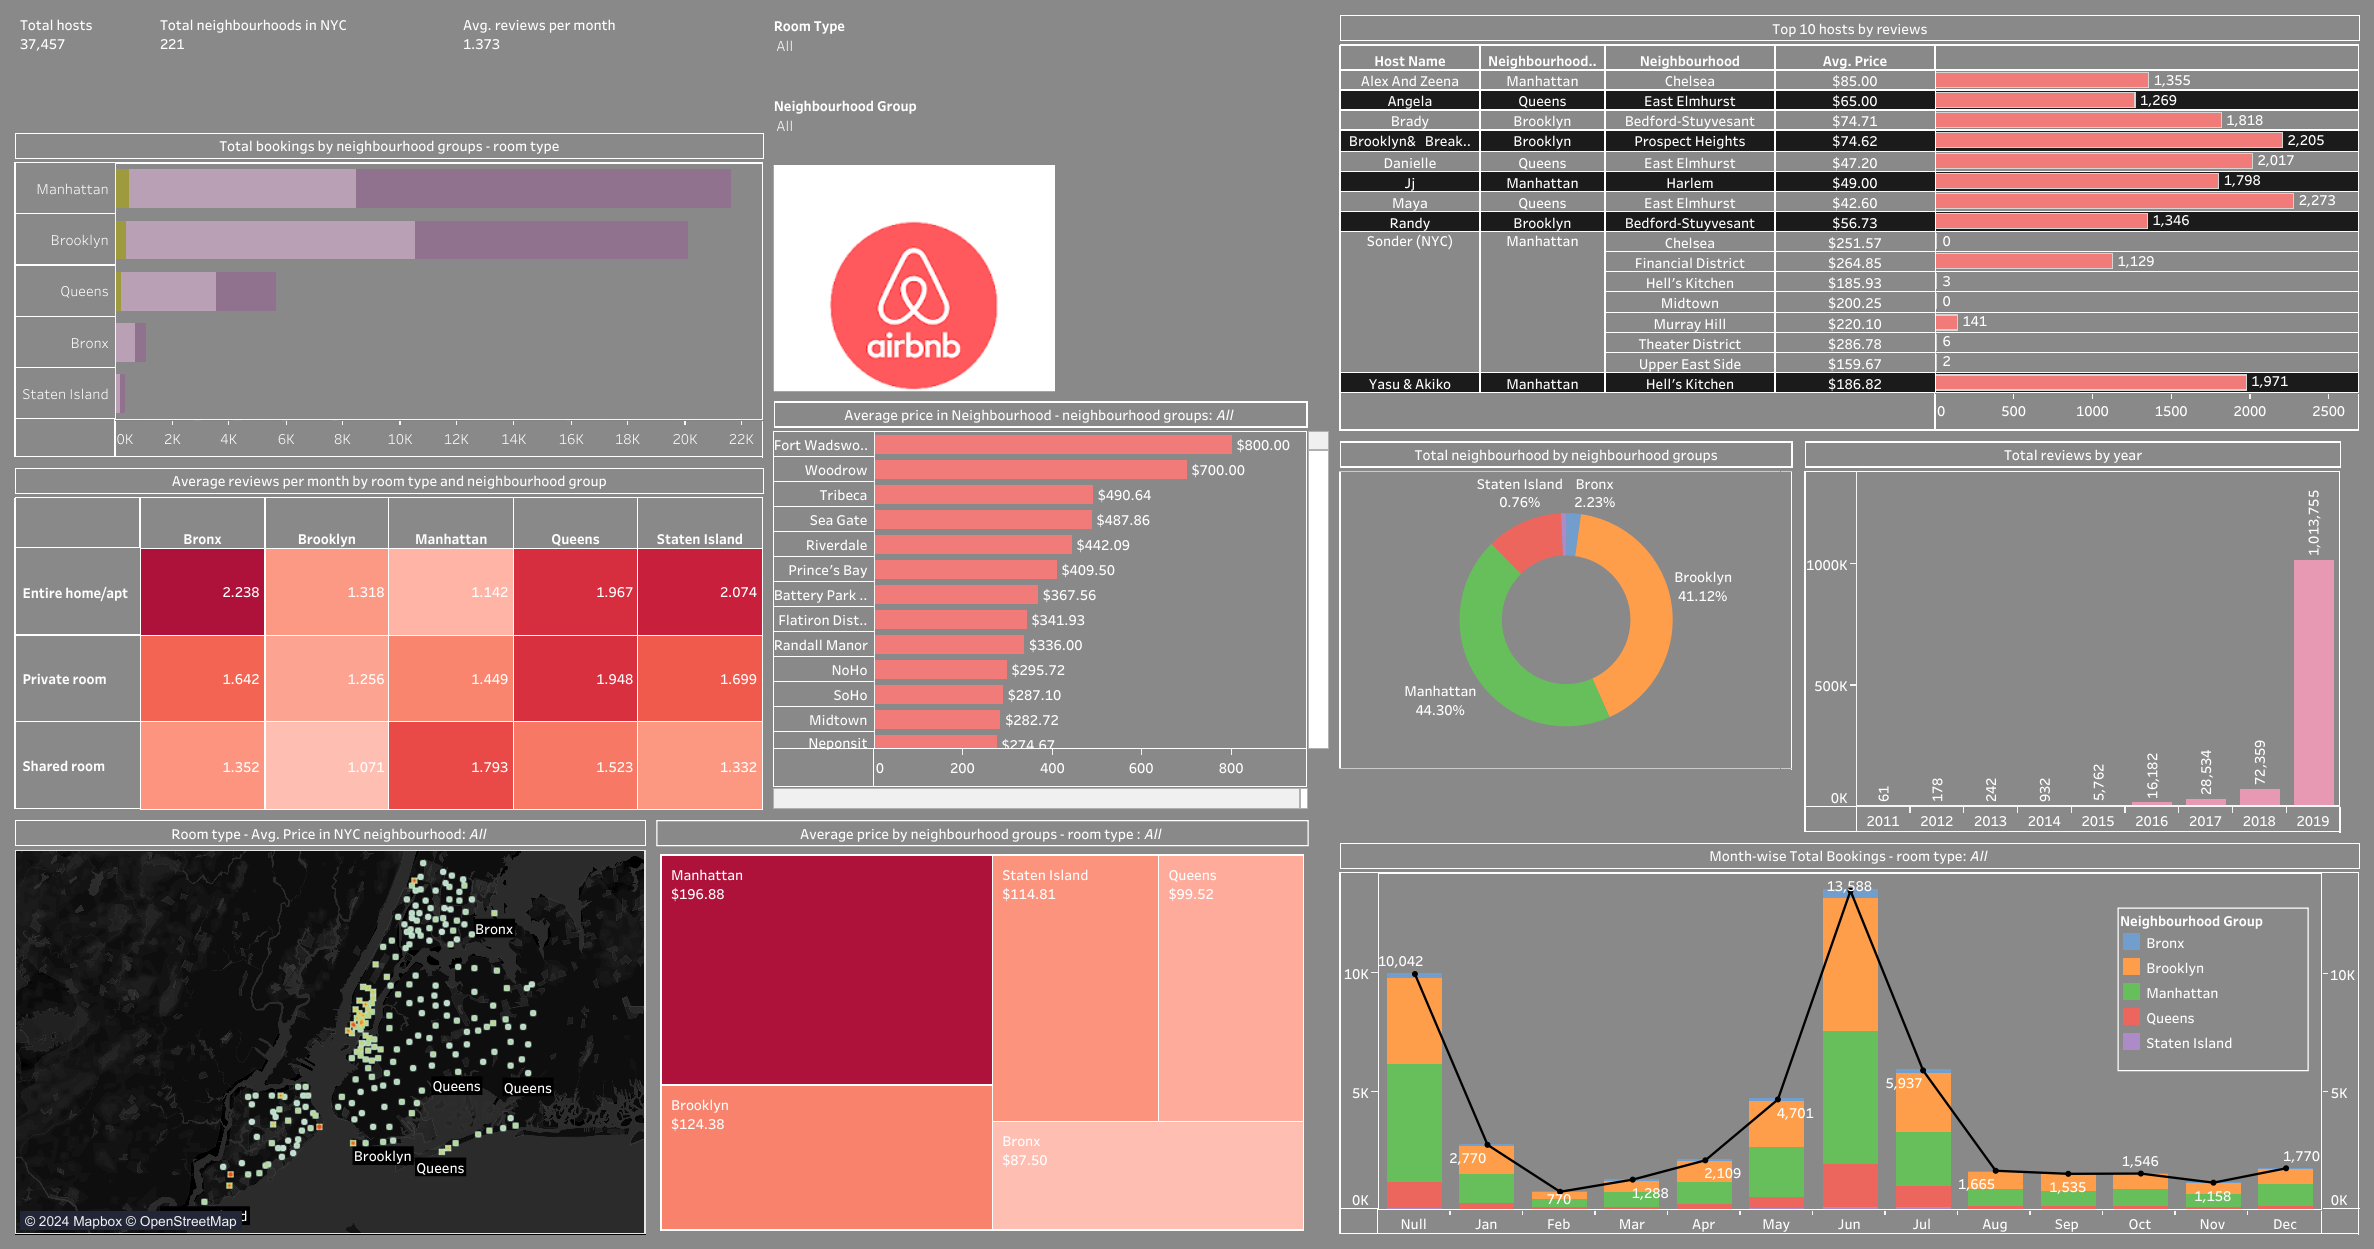 Total hosts
37,457
Total neighbourhoods in NYC
221
Avg. reviews per month
1.373
Room Type
All
Neighbourhood Group
All
airbnb
Total bookings by neighbourhood groups - room type
Manhattan
Brooklyn
Queens
Bronx
Staten Island
0K 2K 4K 6K 8K 10K 12K 14K 16K 18K 20K 22K
Average reviews per month by room type and neighbourhood group
Bronx Brooklyn Manhattan Queens Staten Island
Entire home/apt 2.238 1.318 1.142 1.967 2.074
Private room 1.642 1.256 1.449 1.948 1.699
Shared room 1.352 1.071 1.793 1.523 1.332
Average price in Neighbourhood - neighbourhood groups: All
Fort Wadswo.. $800.00
Woodrow $700.00
Tribeca $490.64
Sea Gate $487.86
Riverdale $442.09
Prince's Bay $409.50
Battery Park .. $367.56
Flatiron Dist.. $341.93
Randall Manor $336.00
NoHo $295.72
SoHo $287.10
Midtown $282.72
Neponsit $274.67
0 200 400 600 800
Room type - Avg. Price in NYC neighbourhood: All
Bronx
Queens
Queens
Brooklyn
Queens
d
© 2024 Mapbox © OpenStreetMap
Average price by neighbourhood groups - room type : All
Manhattan
$196.88
Staten Island
$114.81
Queens
$99.52
Brooklyn
$124.38
Bronx
$87.50
Top 10 hosts by reviews
Host Name Neighbourhood.. Neighbourhood Avg. Price
Alex And Zeena Manhattan Chelsea $85.00 1,355
Angela Queens East Elmhurst $65.00 1,269
Brady Brooklyn Bedford-Stuyvesant $74.71 1,818
Brooklyn& Break.. Brooklyn Prospect Heights $74.62 2,205
Danielle Queens East Elmhurst $47.20 2,017
Jj Manhattan Harlem $49.00 1,798
Maya Queens East Elmhurst $42.60 2,273
Randy Brooklyn Bedford-Stuyvesant $56.73 1,346
Sonder (NYC) Manhattan Chelsea $251.57 0
Financial District $264.85 1,129
Hell's Kitchen $185.93 3
Midtown $200.25 0
Murray Hill $220.10 141
Theater District $286.78 6
Upper East Side $159.67 2
Yasu & Akiko Manhattan Hell's Kitchen $186.82 1,971
0 500 1000 1500 2000 2500
Total neighbourhood by neighbourhood groups
Staten Island
0.76%
Bronx
2.23%
Brooklyn
41.12%
Manhattan
44.30%
Total reviews by year
1000K
500K
0K
61 178 242 932 5,762 16,182 28,534 72,359 1,013,755
2011 2012 2013 2014 2015 2016 2017 2018 2019
Month-wise Total Bookings - room type: All
10K
5K
0K
10,042 2,770 770 1,288 2,109 4,701 13,588 5,937 1,665 1,535 1,546 1,158 1,770
Neighbourhood Group
Bronx
Brooklyn
Manhattan
Queens
Staten Island
10K
5K
0K
Null Jan Feb Mar Apr May Jun Jul Aug Sep Oct Nov Dec